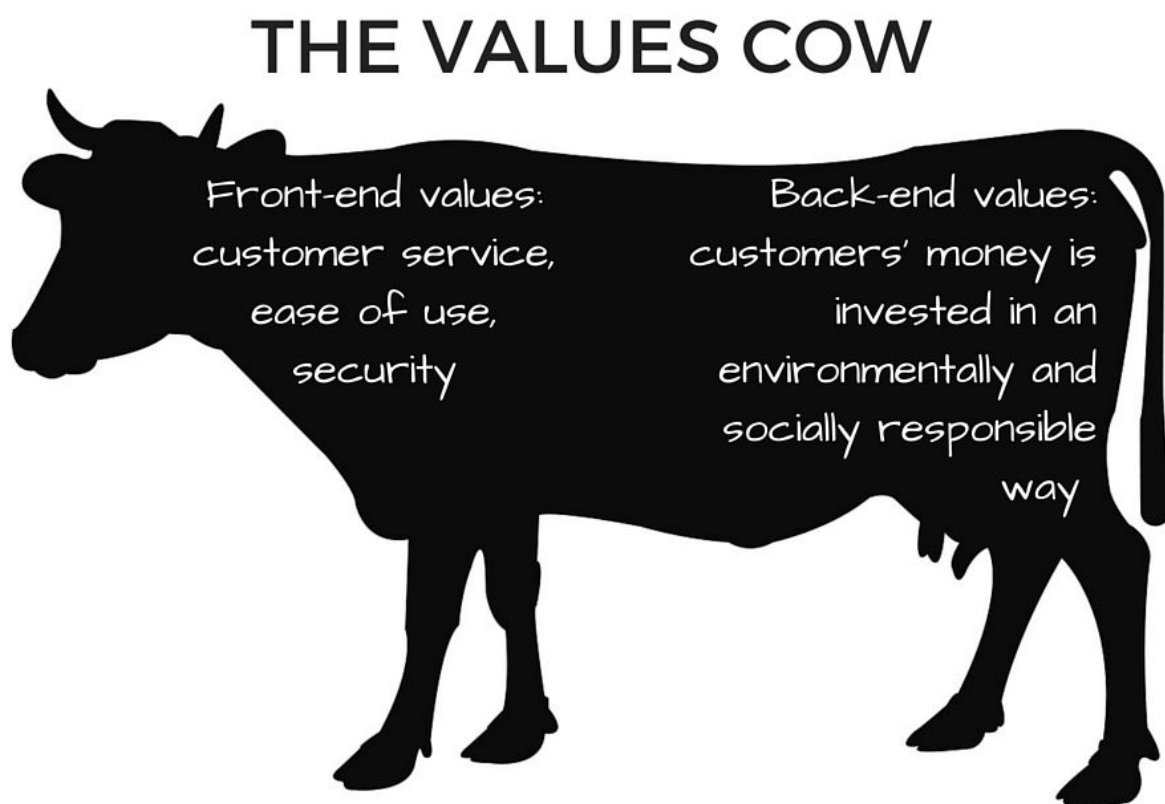 THE VALUES COW
Front-end values:
customer service,
ease of use,
security
Back-end values:
customers' money is
invested in an
environmentally and
socially responsible
way